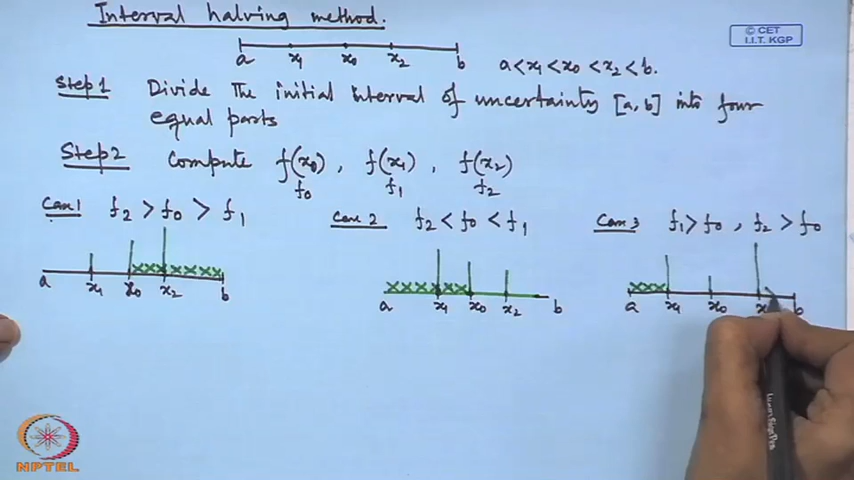 Interval halving method.
© CET
I.I.T. KGP
a x₁ x₀ x₂ b
a < x₁ < x₀ < x₂ < b.
Step 1 Divide The initial interval of uncertainty [a, b] into four
equal parts
Step 2 Compute f(x₀) , f(x₁) , f(x₂)
f₀ f₁ f₂
Case 1 f₂ > f₀ > f₁
Case 2 f₂ < f₀ < f₁
Case 3 f₁ > f₀ , f₂ > f₀
a x₁ x₀ x₂ b
a x₁ x₀ x₂ b
a x₁ x₀ b
NPTEL